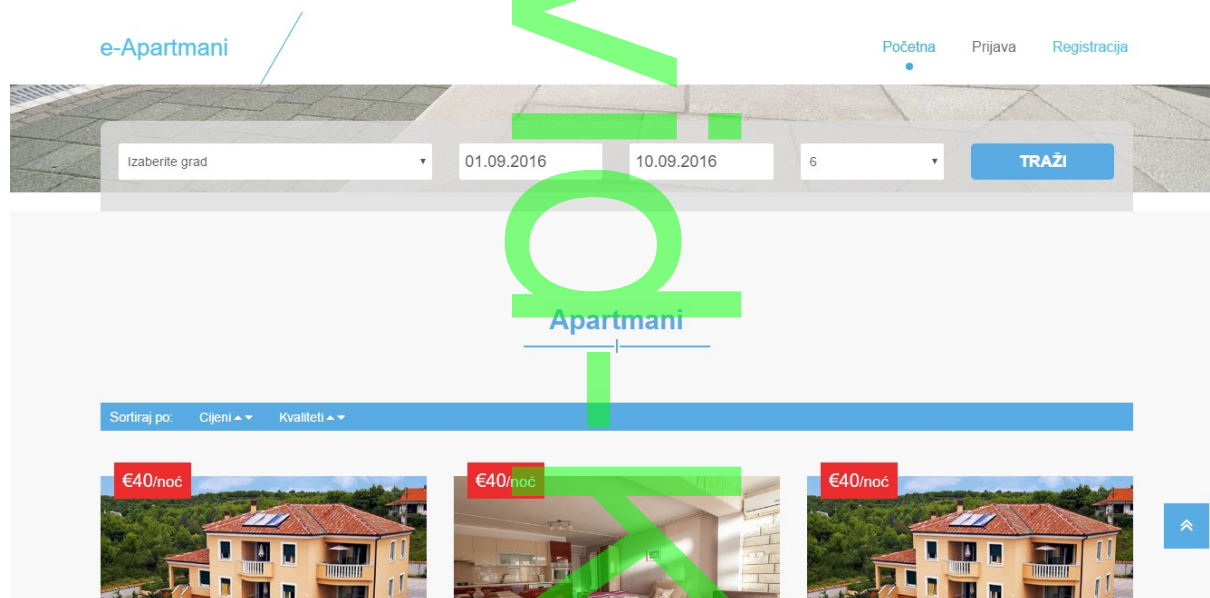 e-Apartmani
Početna Prijava Registracija
Izaberite grad 01.09.2016 10.09.2016 6 TRAŽI
Apartmani
Sortiraj po: Cijeni Kvaliteti
€40/noć €40/noć €40/noć